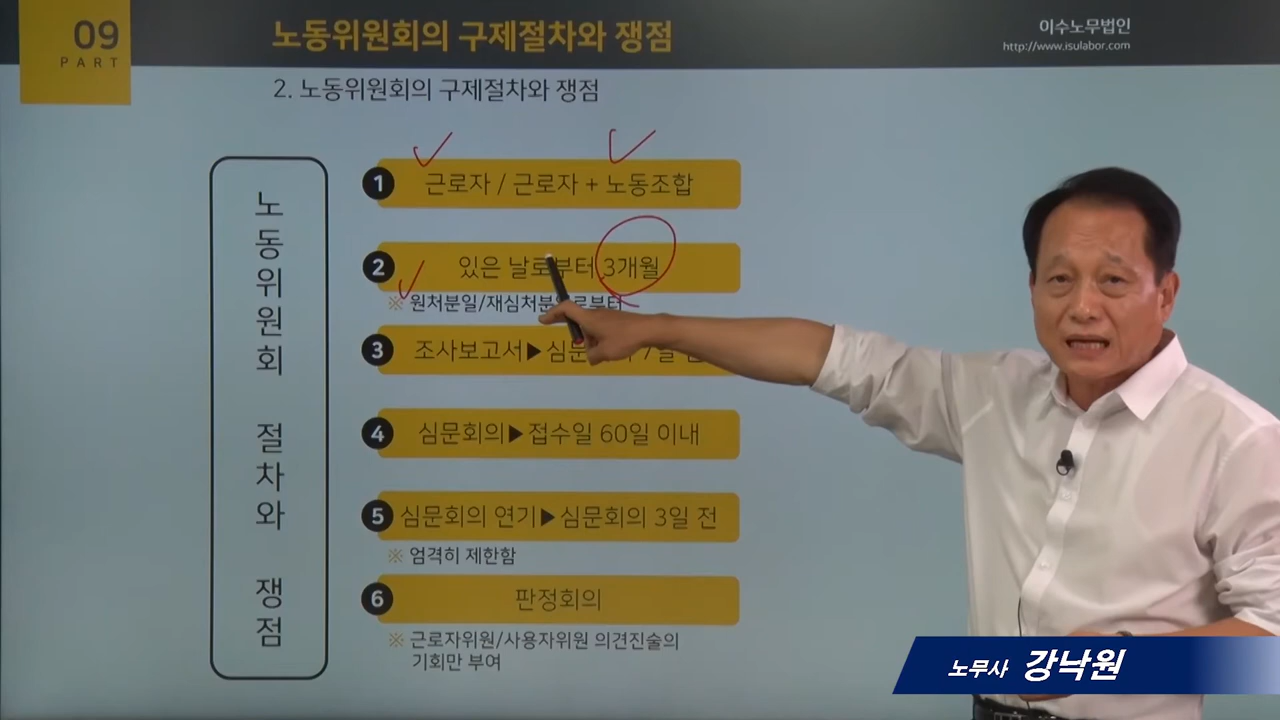 09
PART
노동위원회의 구제절차와 쟁점
이수노무법인
http://www.isulabor.com
2. 노동위원회의 구제절차와 쟁점
노동위원회 절차와 쟁점
1 근로자 / 근로자 + 노동조합
2 있은 날로부터 3개월
※ 원처분일/재심처분일로부터
3 조사보고서▶심문
4 심문회의▶접수일 60일 이내
5 심문회의 연기▶심문회의 3일 전
※ 엄격히 제한함
6 판정회의
※ 근로자위원/사용자위원 의견진술의
기회만 부여
노무사 강낙원